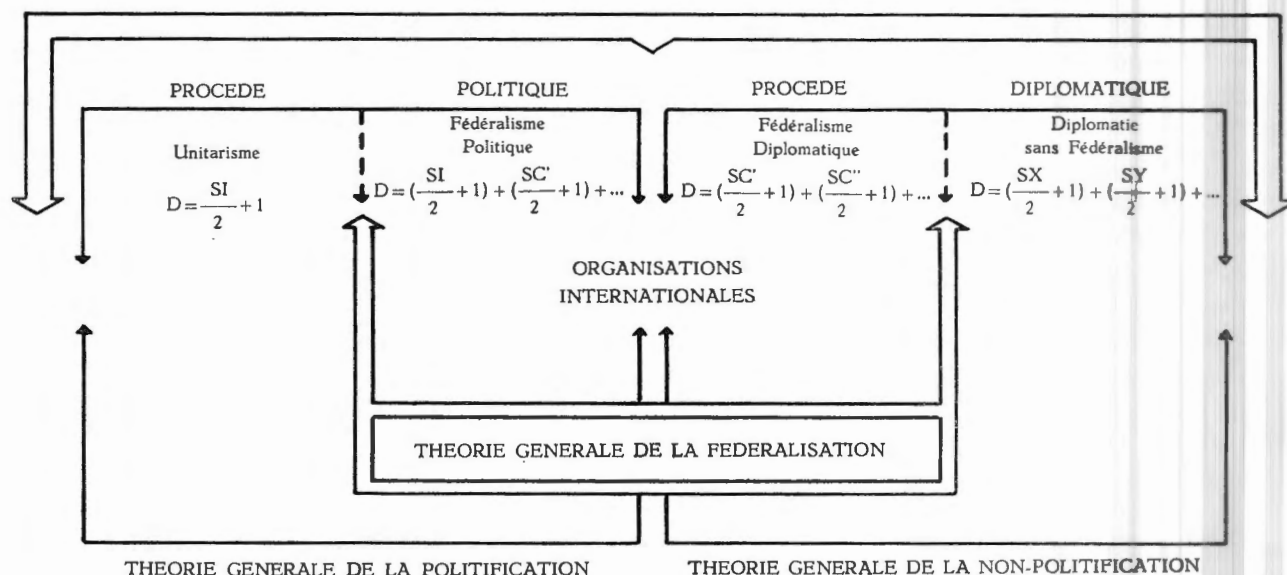 PROCEDE POLITIQUE PROCEDE DIPLOMATIQUE
Unitarisme
D = SI/2 + 1
Fédéralisme
Politique
D = (SI/2 + 1) + (SC'/2 + 1) + ...
Fédéralisme
Diplomatique
D = (SC'/2 + 1) + (SC''/2 + 1) + ...
Diplomatie
sans Fédéralisme
D = (SX/2 + 1) + (SY/2 + 1) + ...
ORGANISATIONS
INTERNATIONALES
THEORIE GENERALE DE LA FEDERALISATION
THEORIE GENERALE DE LA POLITIFICATION THEORIE GENERALE DE LA NON-POLITIFICATION